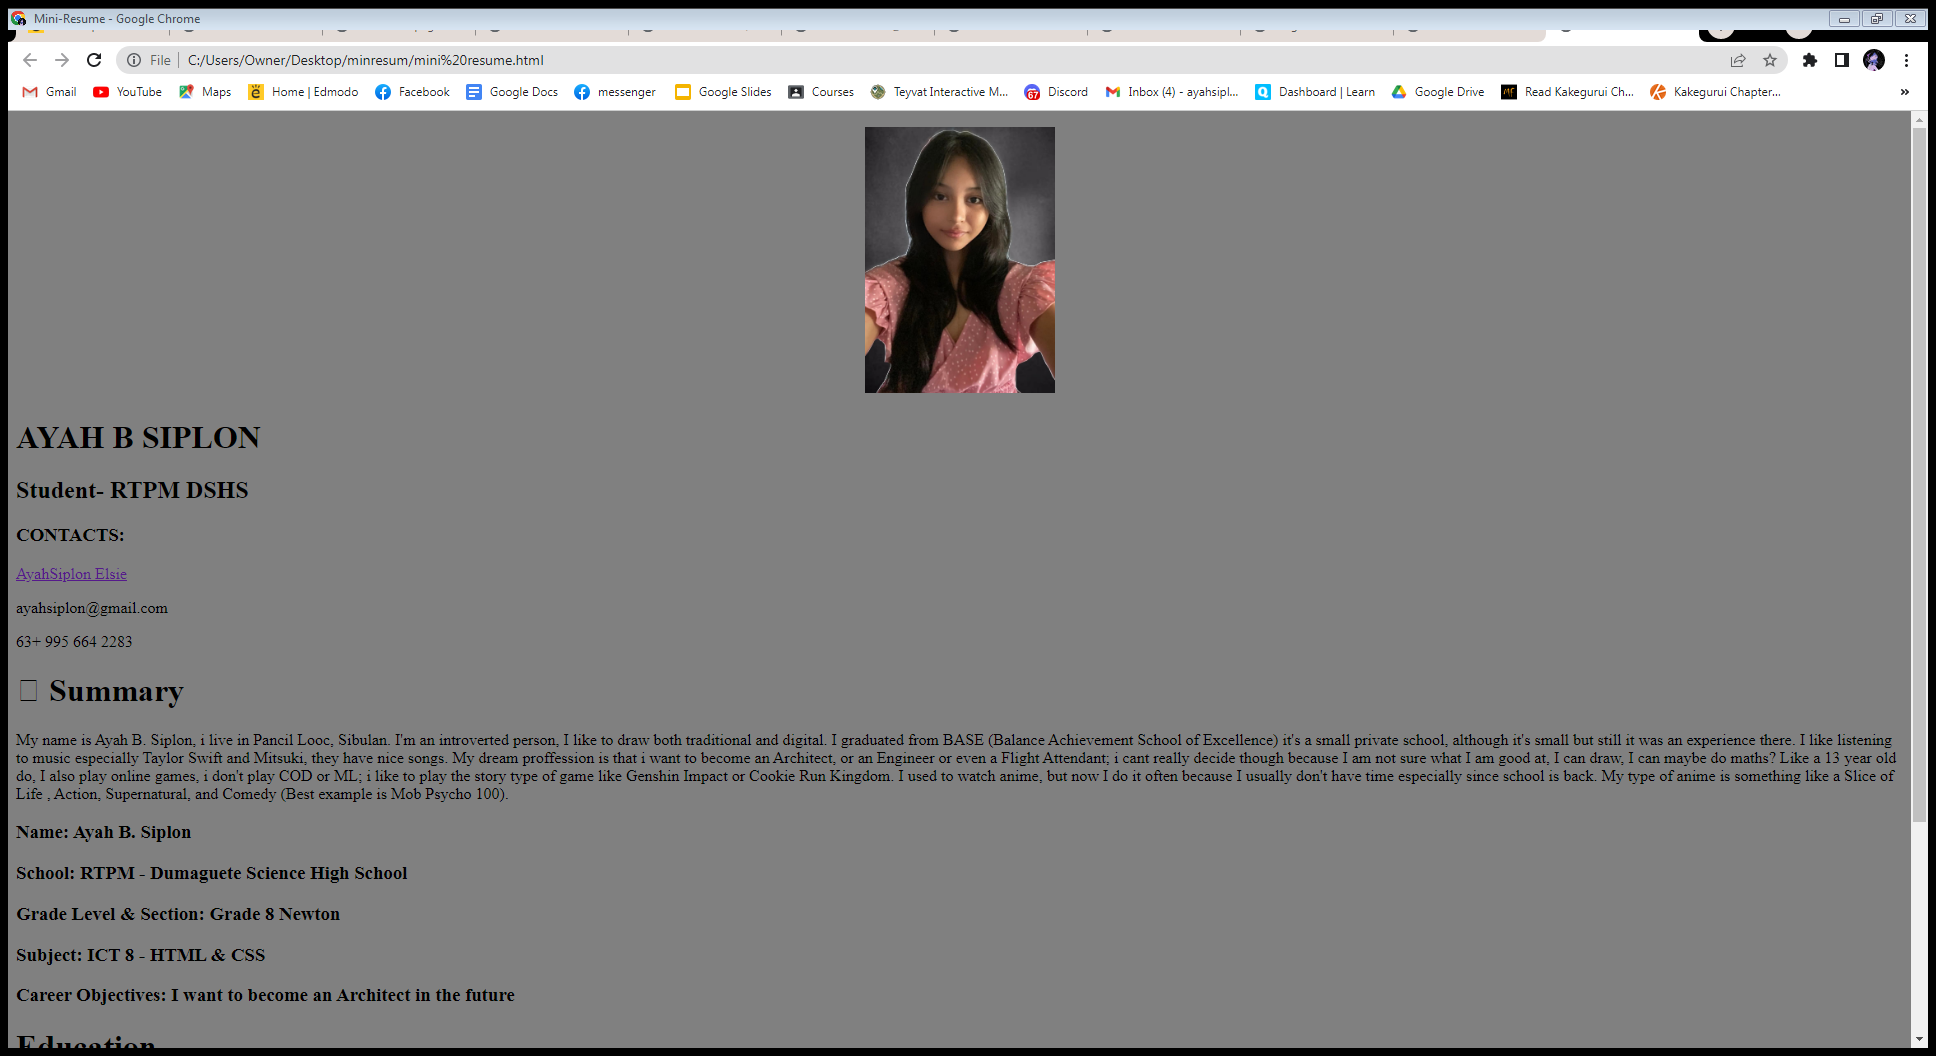 Mini-Resume - Google Chrome
File C:/Users/Owner/Desktop/minresum/mini%20resume.html
Gmail YouTube Maps Home | Edmodo Facebook Google Docs messenger Google Slides Courses Teyvat Interactive M... Discord Inbox (4) - ayahsipl... Dashboard | Learn Google Drive Read Kakegurui Ch... Kakegurui Chapter... »
AYAH B SIPLON
Student- RTPM DSHS
CONTACTS:
AyahSiplon Elsie
ayahsiplon@gmail.com
63+ 995 664 2283
Summary
My name is Ayah B. Siplon, i live in Pancil Looc, Sibulan. I'm an introverted person, I like to draw both traditional and digital. I graduated from BASE (Balance Achievement School of Excellence) it's a small private school, although it's small but still it was an experience there. I like listening
to music especially Taylor Swift and Mitsuki, they have nice songs. My dream proffession is that i want to become an Architect, or an Engineer or even a Flight Attendant; i cant really decide though because I am not sure what I am good at, I can draw, I can maybe do maths? Like a 13 year old
do, I also play online games, i don't play COD or ML; i like to play the story type of game like Genshin Impact or Cookie Run Kingdom. I used to watch anime, but now I do it often because I usually don't have time especially since school is back. My type of anime is something like a Slice of
Life , Action, Supernatural, and Comedy (Best example is Mob Psycho 100).
Name: Ayah B. Siplon
School: RTPM - Dumaguete Science High School
Grade Level & Section: Grade 8 Newton
Subject: ICT 8 - HTML & CSS
Career Objectives: I want to become an Architect in the future
Education